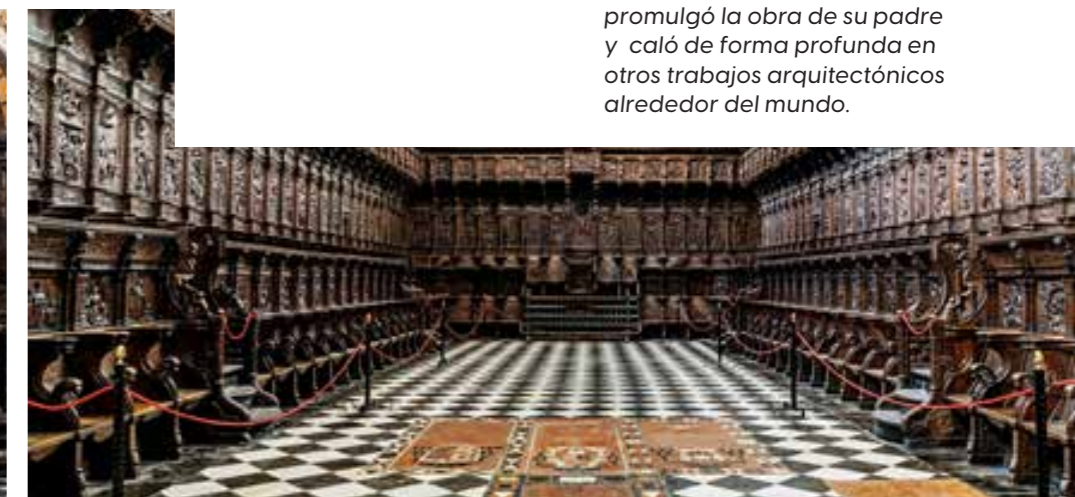 promulgó la obra de su padre
y caló de forma profunda en
otros trabajos arquitectónicos
alrededor del mundo.